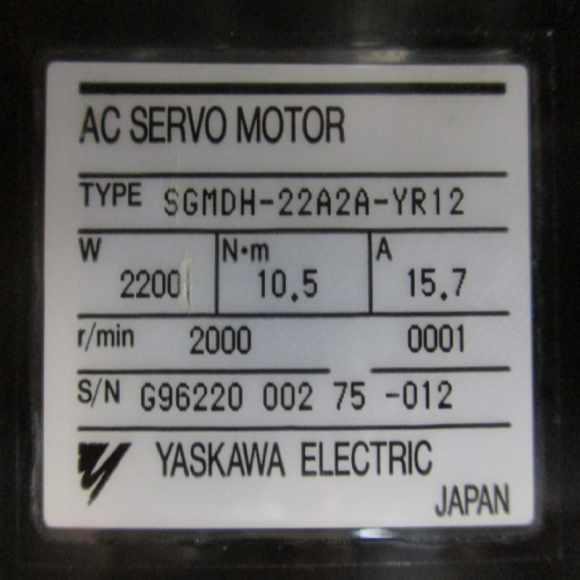 AC SERVO MOTOR
TYPE SGMDH-22A2A-YR12
W 2200 N•m 10.5 A 15.7
r/min 2000 0001
S/N G96220 002 75 -012
YASKAWA ELECTRIC
JAPAN